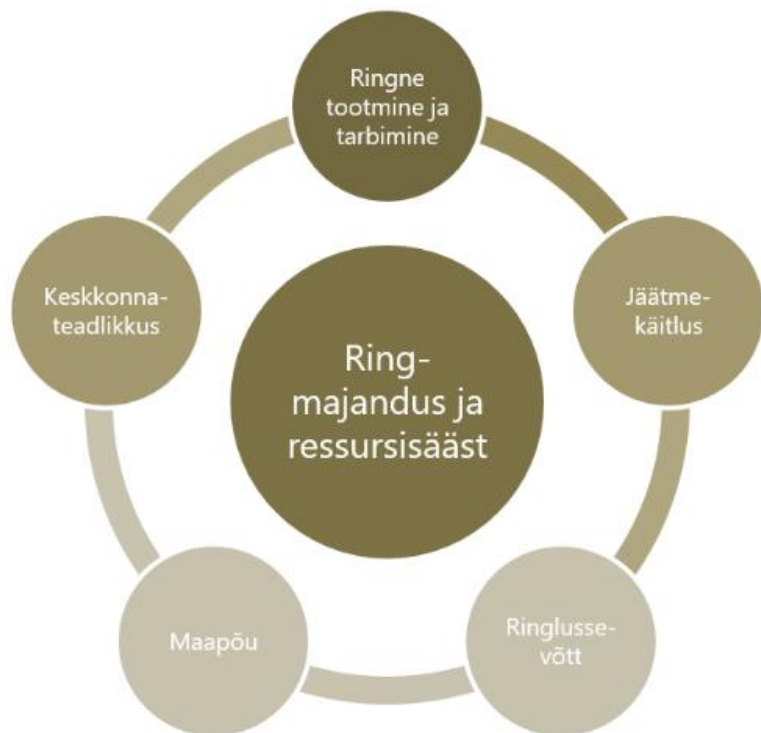 Ringne
tootmine ja
tarbimine
Keskkonna-
teadlikkus
Jäätme-
käitlus
Ring-
majandus ja
ressursisääst
Maapõu
Ringlusse-
võtt